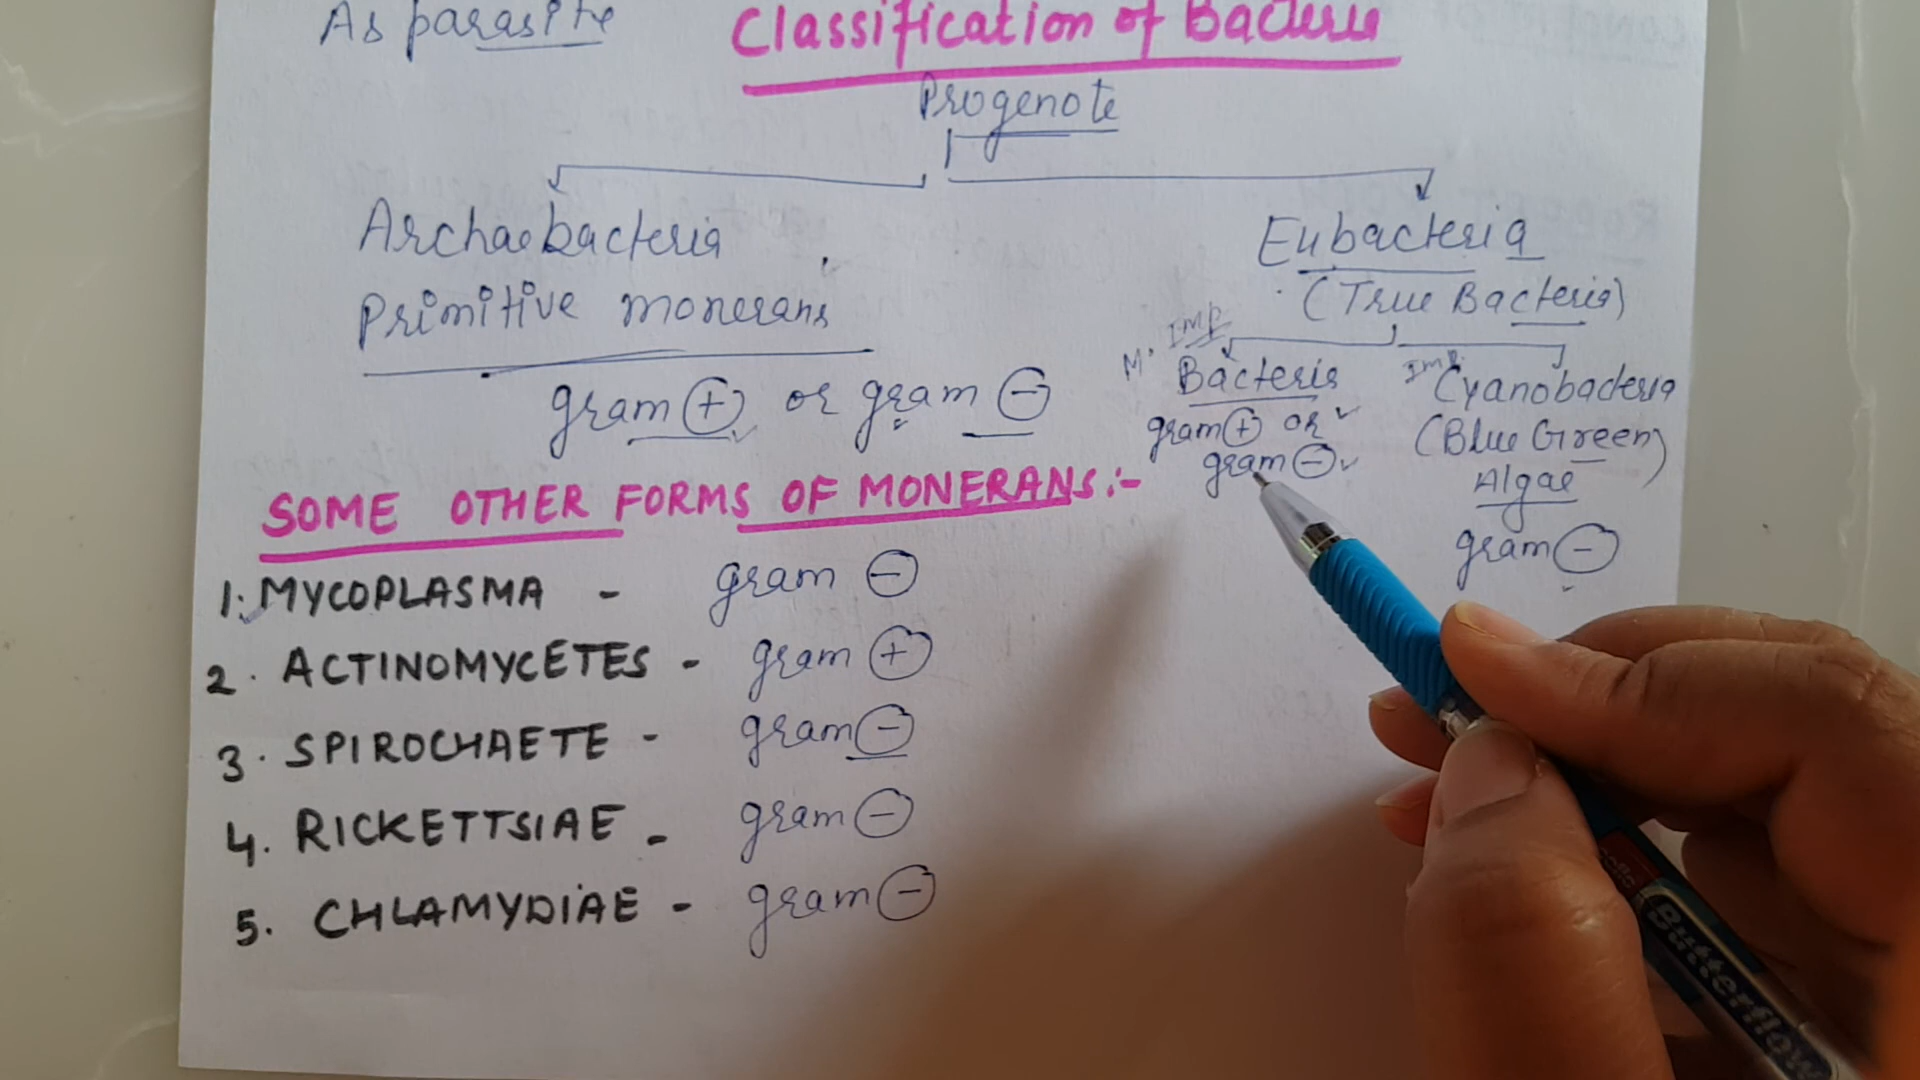 As parasite
Classification of Bacteria
Progenote
Archaebacteria
Primitive monerans
gram (+) or gram (-)
Eubacteria
(True Bacteria)
M. Imp
Bacteria
gram (+) or
gram (-)
Imp.
Cyanobacteria
(Blue Green)
Algae
gram (-)
SOME OTHER FORMS OF MONERANS:-
1. MYCOPLASMA - gram (-)
2. ACTINOMYCETES - gram (+)
3. SPIROCHAETE - gram (-)
4. RICKETTSIAE - gram (-)
5. CHLAMYDIAE - gram (-)
Butterflow